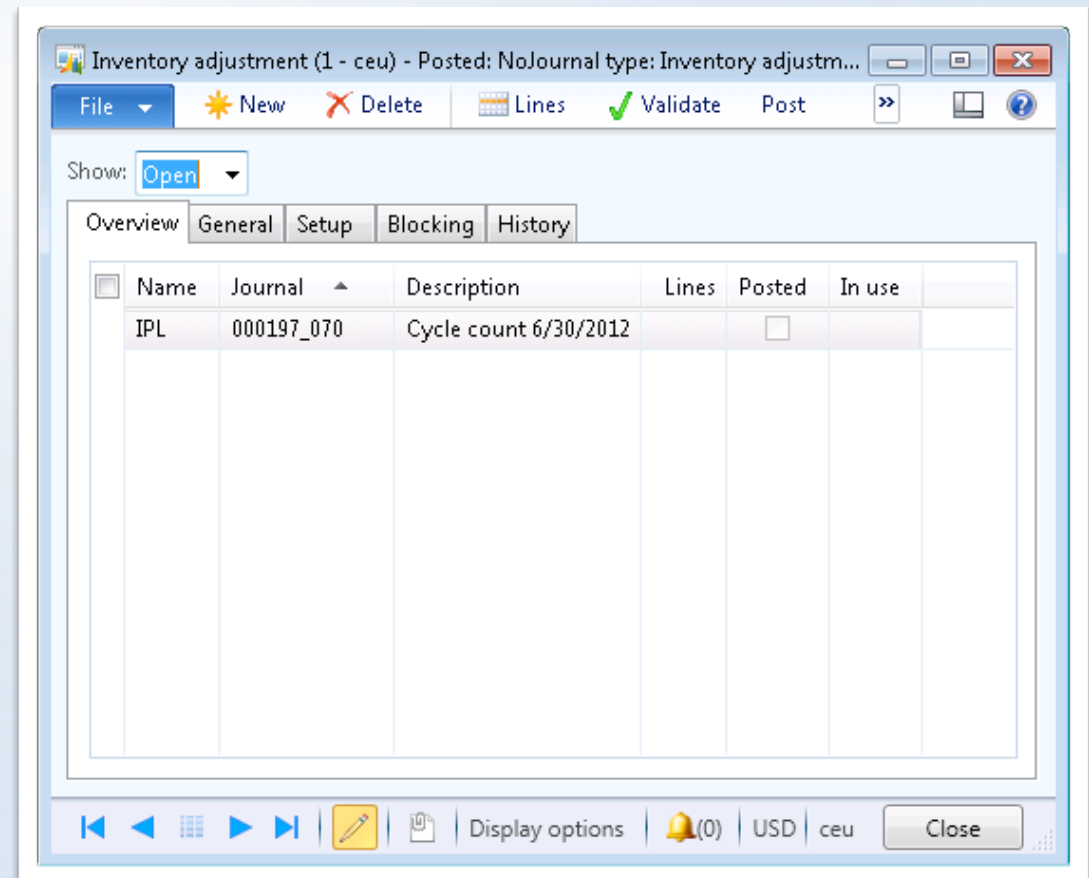 Inventory adjustment (1 - ceu) - Posted: NoJournal type: Inventory adjustm...
File New Delete Lines Validate Post »
Show: Open
Overview General Setup Blocking History
Name Journal Description Lines Posted In use
IPL 000197_070 Cycle count 6/30/2012
Display options (0) USD ceu Close